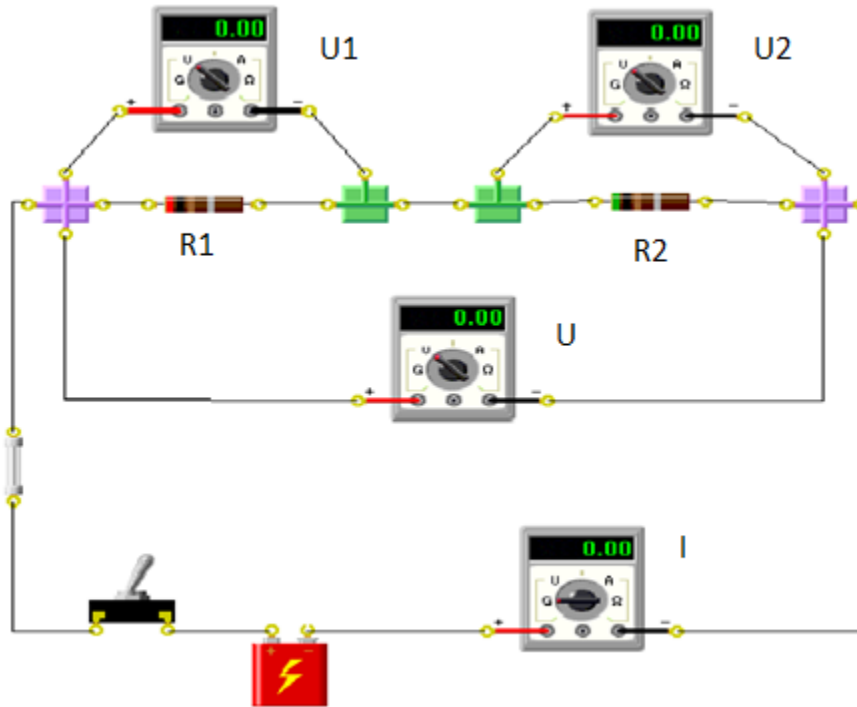 0.00
U1
0.00
U2
U A
G Ω
+ −
U A
G Ω
+ −
R1
R2
0.00
U
U A
G Ω
+ −
0.00
I
U A
G Ω
+ −
+ −